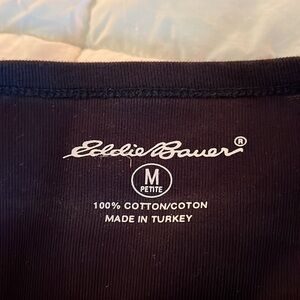 Eddie Bauer®
M
PETITE
100% COTTON/COTON
MADE IN TURKEY